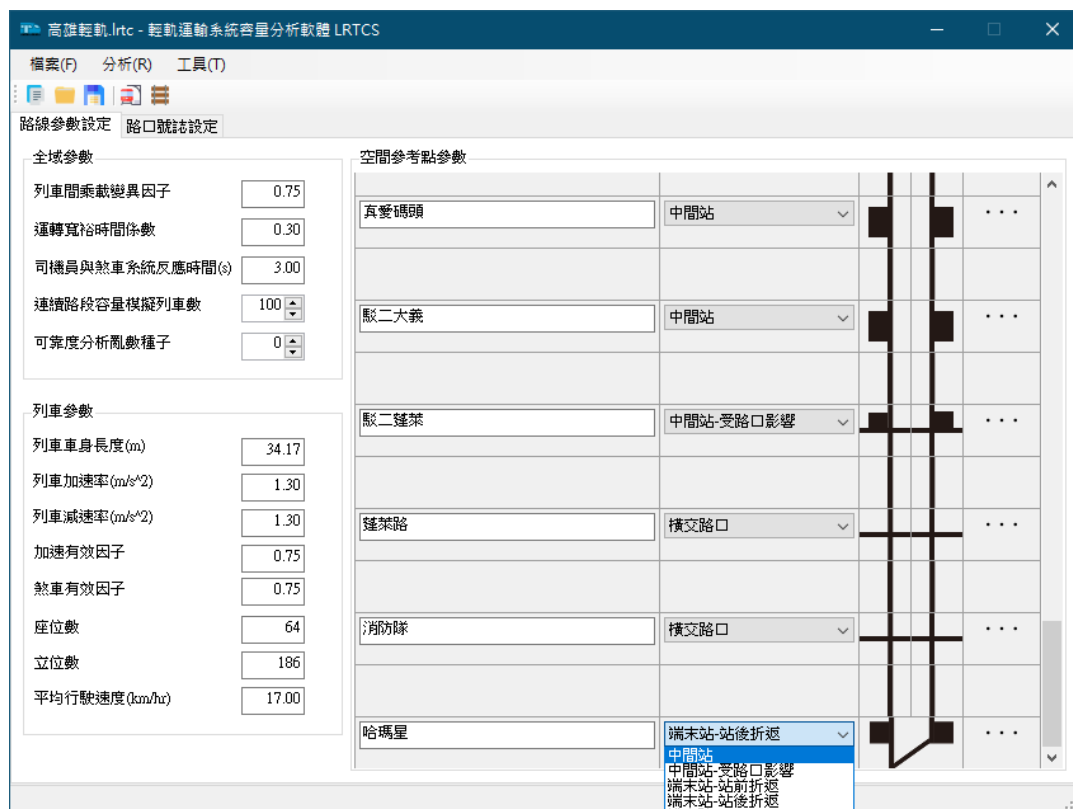 高雄輕軌.lrtc - 輕軌運輸系統容量分析軟體 LRTCS
檔案(F) 分析(R) 工具(T)
路線參數設定 路口號誌設定
全域參數
列車間乘載變異因子 0.75
運轉寬裕時間係數 0.30
司機員與煞車系統反應時間(s) 3.00
連續路段容量模擬列車數 100
可靠度分析亂數種子 0
列車參數
列車車身長度(m) 34.17
列車加速率(m/s^2) 1.30
列車減速率(m/s^2) 1.30
加速有效因子 0.75
煞車有效因子 0.75
座位數 64
立位數 186
平均行駛速度(km/hr) 17.00
空間參考點參數
真愛碼頭 中間站 ...
駁二大義 中間站 ...
駁二蓬萊 中間站-受路口影響 ...
蓬萊路 橫交路口 ...
消防隊 橫交路口 ...
哈瑪星 端末站-站後折返 ...
中間站
中間站-受路口影響
端末站-站前折返
端末站-站後折返